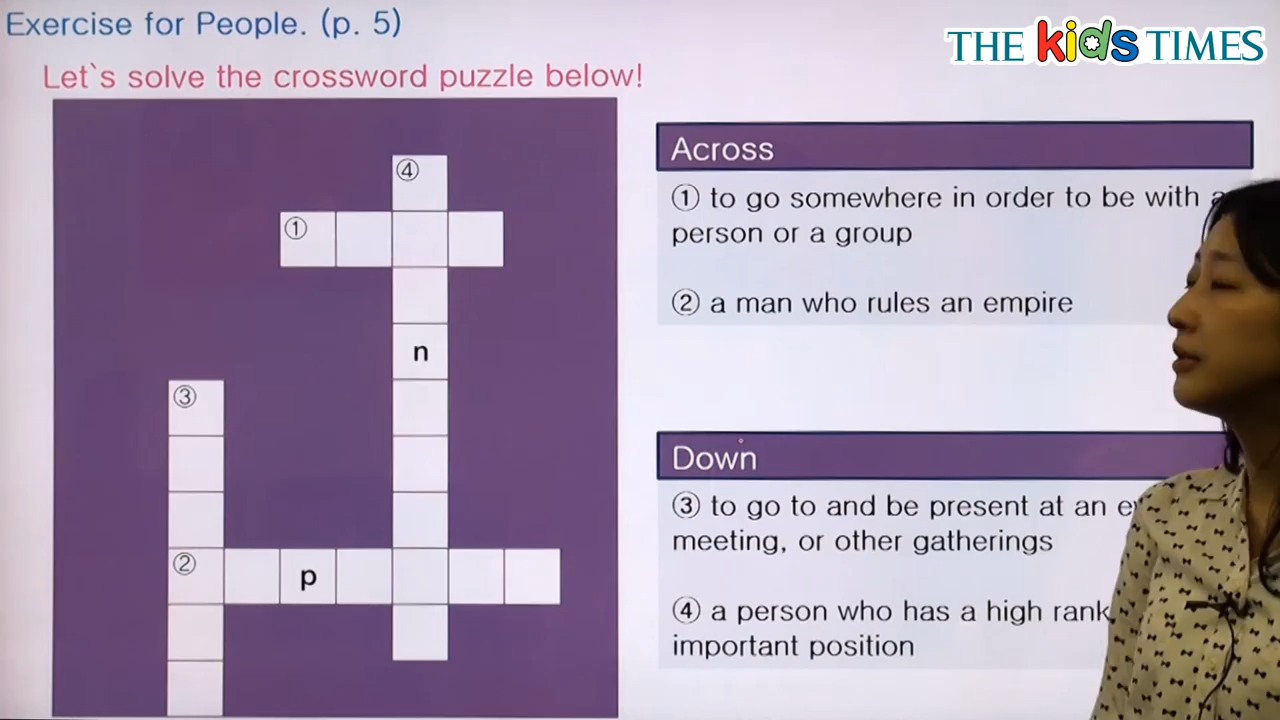 Exercise for People. (p. 5)
THE kids TIMES
Let`s solve the crossword puzzle below!
④
①
n
③
②
p
Across
① to go somewhere in order to be with a
person or a group
② a man who rules an empire
Down
③ to go to and be present at an
meeting, or other gatherings
④ a person who has a high rank
important position